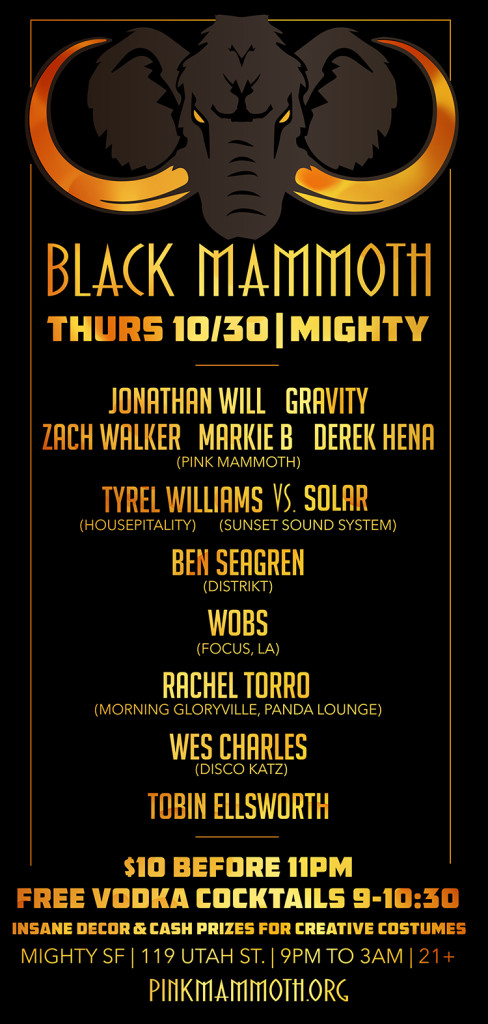 BLACK MAMMOTH
THURS 10/30 | MIGHTY
JONATHAN WILL GRAVITY
ZACH WALKER MARKIE B DEREK HENA
(PINK MAMMOTH)
TYREL WILLIAMS VS. SOLAR
(HOUSEPITALITY) (SUNSET SOUND SYSTEM)
BEN SEAGREN
(DISTRIKT)
WOBS
(FOCUS, LA)
RACHEL TORRO
(MORNING GLORYVILLE, PANDA LOUNGE)
WES CHARLES
(DISCO KATZ)
TOBIN ELLSWORTH
$10 BEFORE 11PM
FREE VODKA COCKTAILS 9-10:30
INSANE DECOR & CASH PRIZES FOR CREATIVE COSTUMES
MIGHTY SF | 119 UTAH ST. | 9PM TO 3AM | 21+
PINKMAMMOTH.ORG